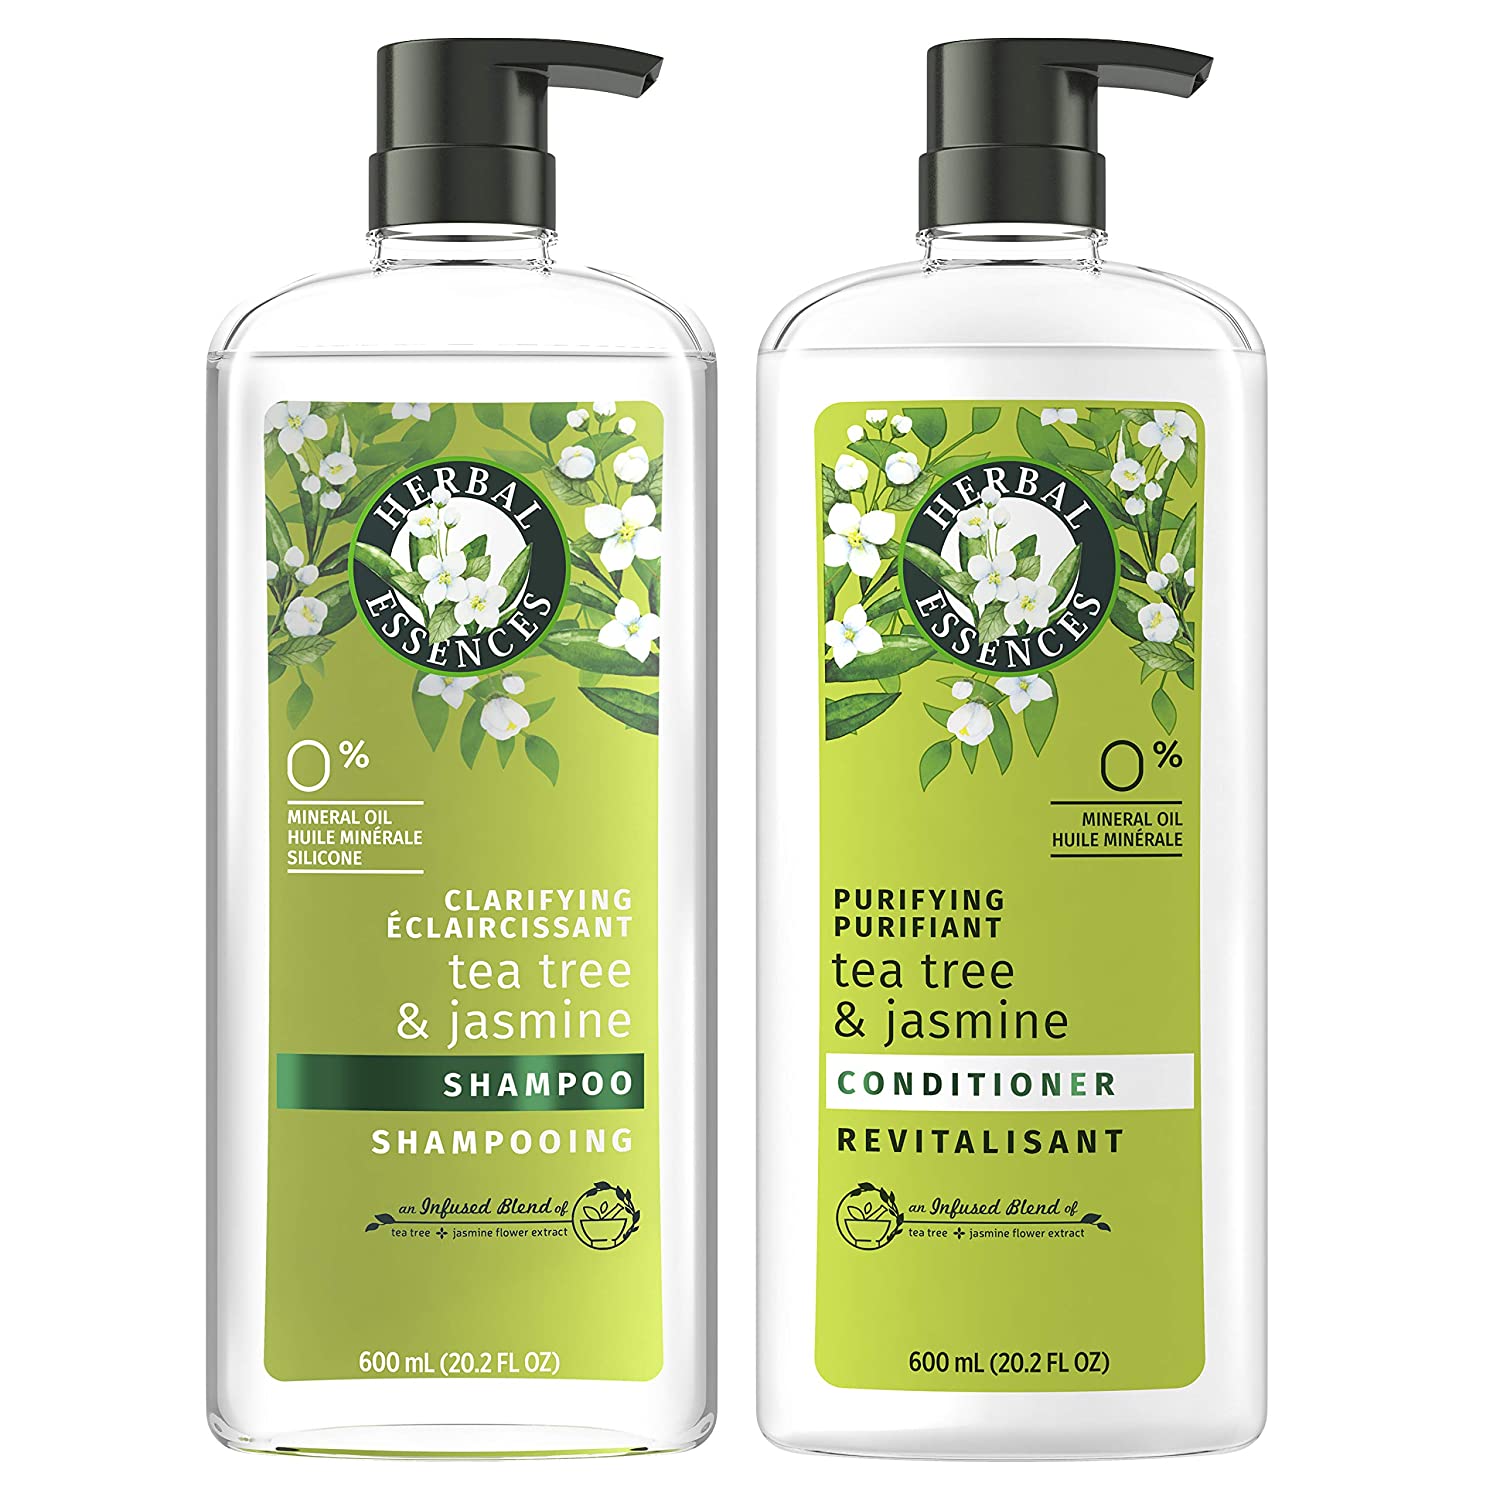 HERBAL
ESSENCES
0%
MINERAL OIL
HUILE MINÉRALE
SILICONE
CLARIFYING
ÉCLAIRCISSANT
tea tree
& jasmine
SHAMPOO
SHAMPOOING
an Infused Blend of
tea tree + jasmine flower extract
600 mL (20.2 FL OZ)
HERBAL
ESSENCES
0%
MINERAL OIL
HUILE MINÉRALE
PURIFYING
PURIFIANT
tea tree
& jasmine
CONDITIONER
REVITALISANT
an Infused Blend of
tea tree + jasmine flower extract
600 mL (20.2 FL OZ)